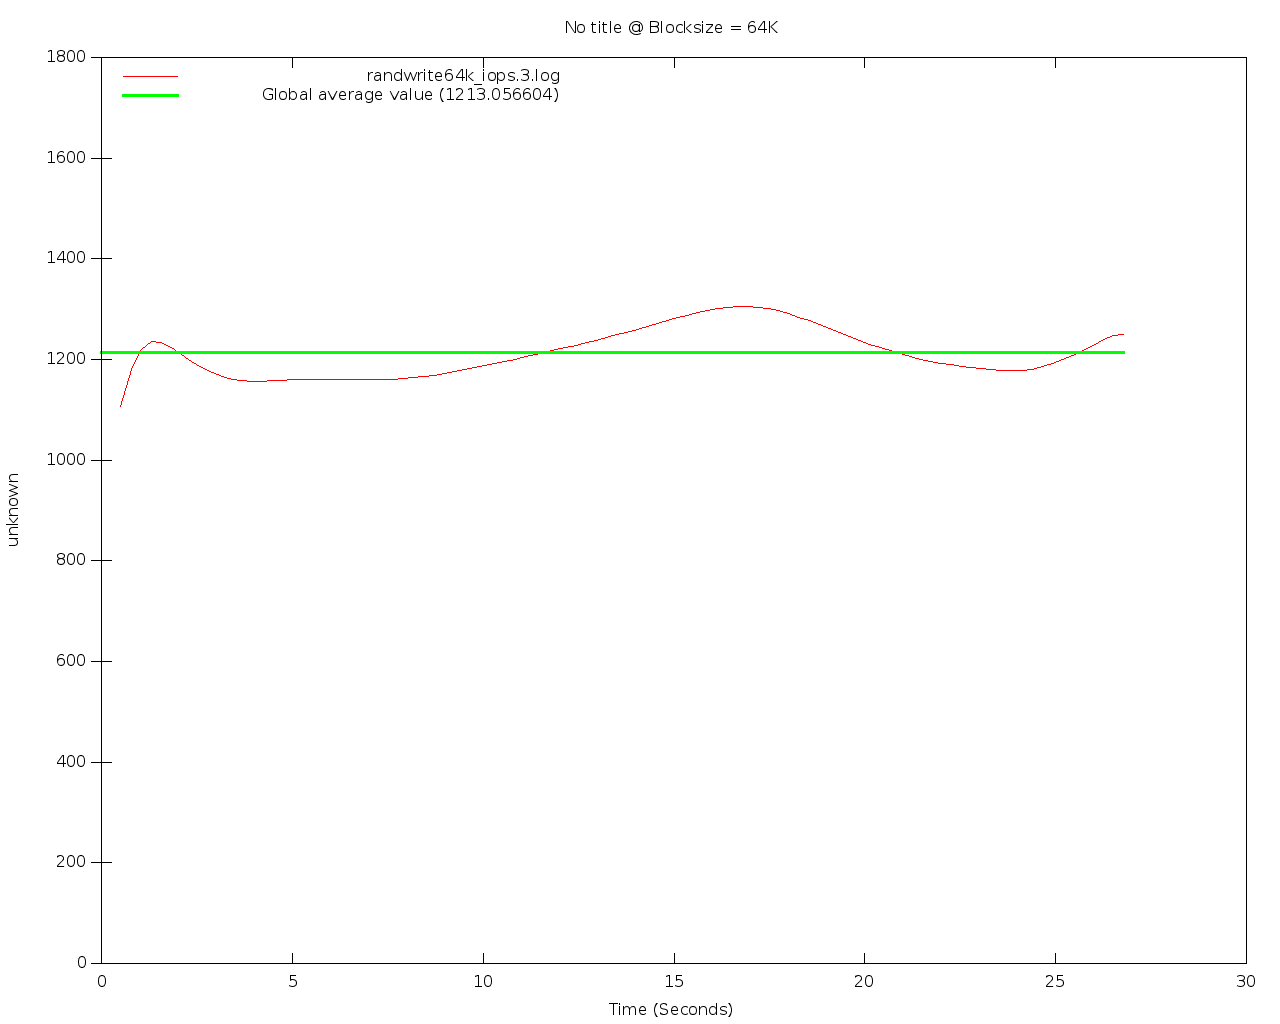 No title @ Blocksize = 64K
randwrite64k_iops.3.log
Global average value (1213.056604)
1800
1600
1400
1200
1000
800
600
400
200
0
unknown
0 5 10 15 20 25 30
Time (Seconds)